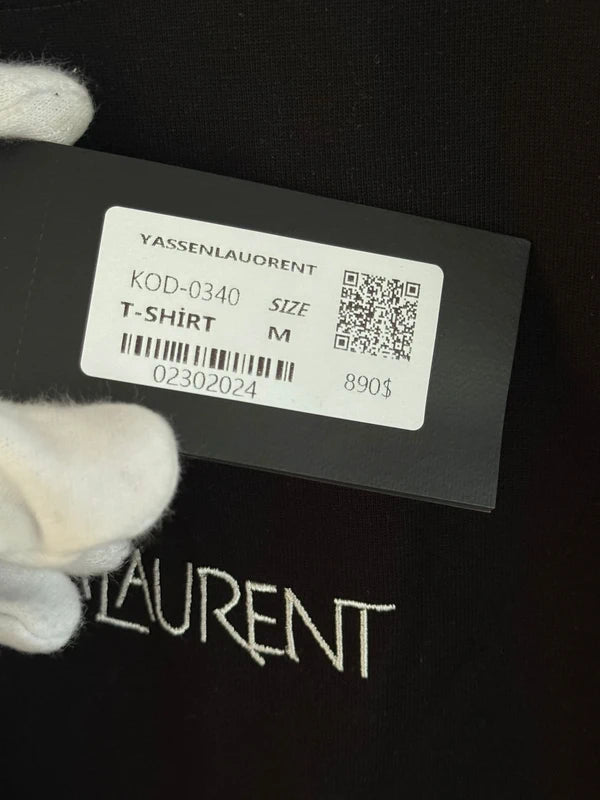 YASSENLAUORENT
KOD-0340
T-SHİRT
SIZE
M
02302024
890$
LAURENT